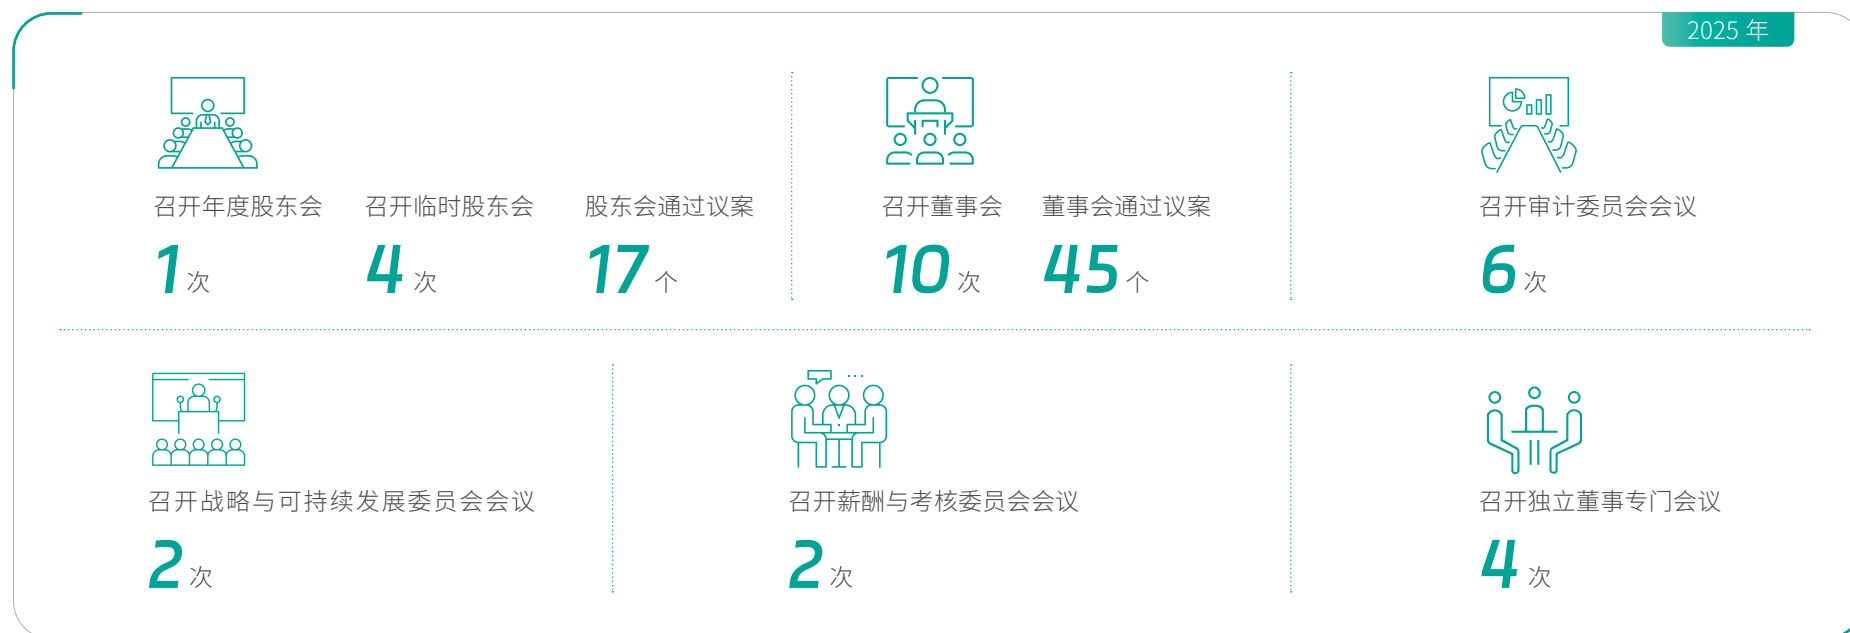 2025 年
召开年度股东会
1 次
召开临时股东会
4 次
股东会通过议案
17 个
召开董事会
10 次
董事会通过议案
45 个
召开审计委员会会议
6 次
召开战略与可持续发展委员会会议
2 次
召开薪酬与考核委员会会议
2 次
召开独立董事专门会议
4 次